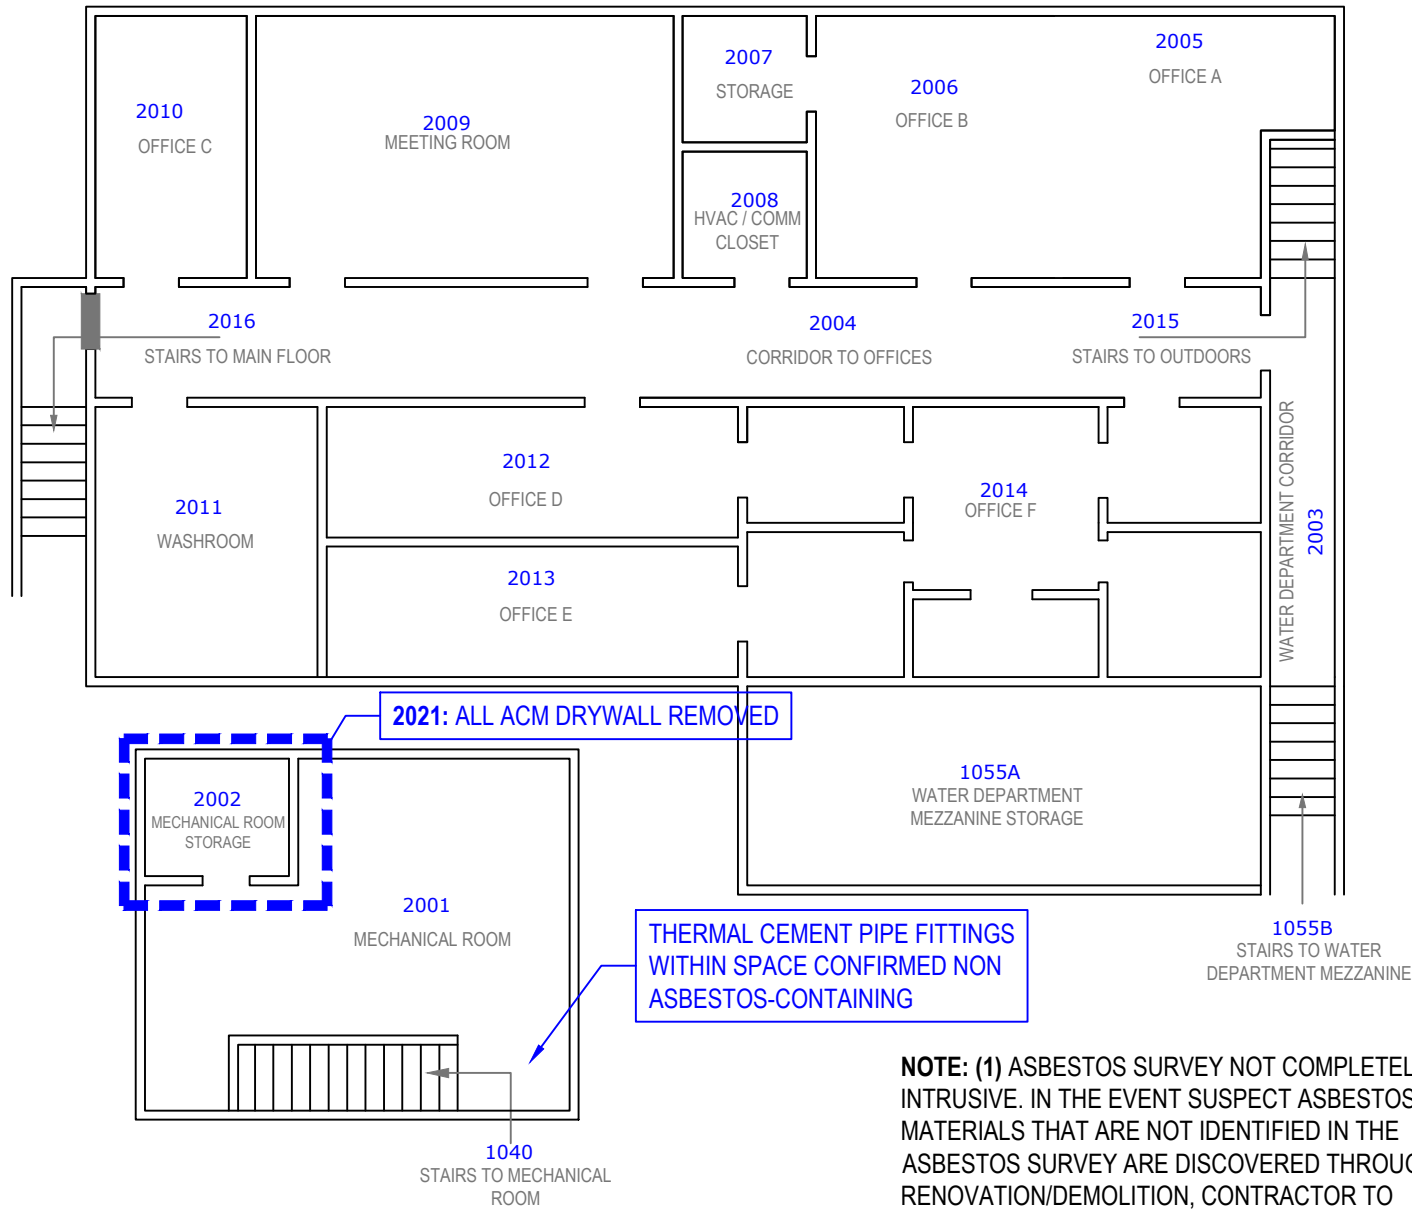 2005
OFFICE A
2007
STORAGE
2006
OFFICE B
2010
OFFICE C
2009
MEETING ROOM
2008
HVAC / COMM
CLOSET
2016
STAIRS TO MAIN FLOOR
2004
CORRIDOR TO OFFICES
2015
STAIRS TO OUTDOORS
WATER DEPARTMENT CORRIDOR
2003
2012
OFFICE D
2014
OFFICE F
2011
WASHROOM
2013
OFFICE E
2021: ALL ACM DRYWALL REMOVED
1055A
WATER DEPARTMENT
MEZZANINE STORAGE
2002
MECHANICAL ROOM
STORAGE
2001
MECHANICAL ROOM
THERMAL CEMENT PIPE FITTINGS
WITHIN SPACE CONFIRMED NON
ASBESTOS-CONTAINING
1055B
STAIRS TO WATER
DEPARTMENT MEZZANINE
1040
STAIRS TO MECHANICAL
ROOM
NOTE: (1) ASBESTOS SURVEY NOT COMPLETEL
INTRUSIVE. IN THE EVENT SUSPECT ASBESTOS
MATERIALS THAT ARE NOT IDENTIFIED IN THE
ASBESTOS SURVEY ARE DISCOVERED THROUG
RENOVATION/DEMOLITION, CONTRACTOR TO